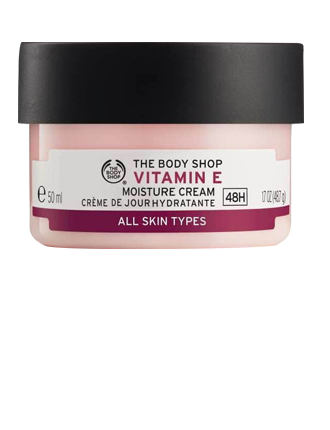 THE BODY SHOP
THE
BODY
SHOP
®
VITAMIN E
MOISTURE CREAM
CRÈME DE JOUR HYDRATANTE
48H
℮ 50 ml
ALL SKIN TYPES